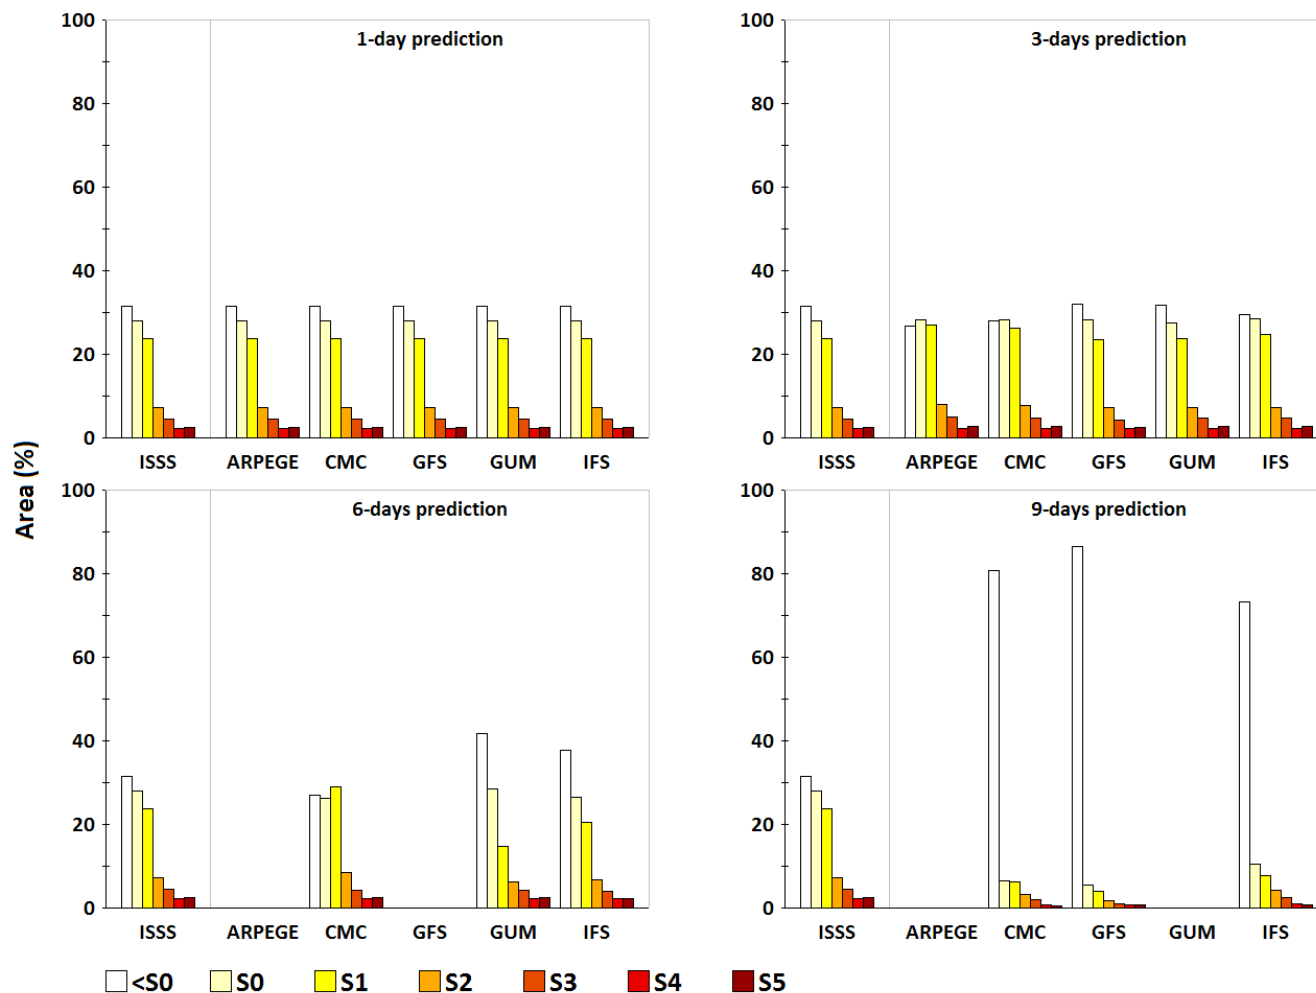 1-day prediction
100
80
60
40
20
0
ISSS ARPEGE CMC GFS GUM IFS
3-days prediction
100
80
60
40
20
0
ISSS ARPEGE CMC GFS GUM IFS
Area (%)
6-days prediction
100
80
60
40
20
0
ISSS ARPEGE CMC GFS GUM IFS
9-days prediction
100
80
60
40
20
0
ISSS ARPEGE CMC GFS GUM IFS
<S0 S0 S1 S2 S3 S4 S5